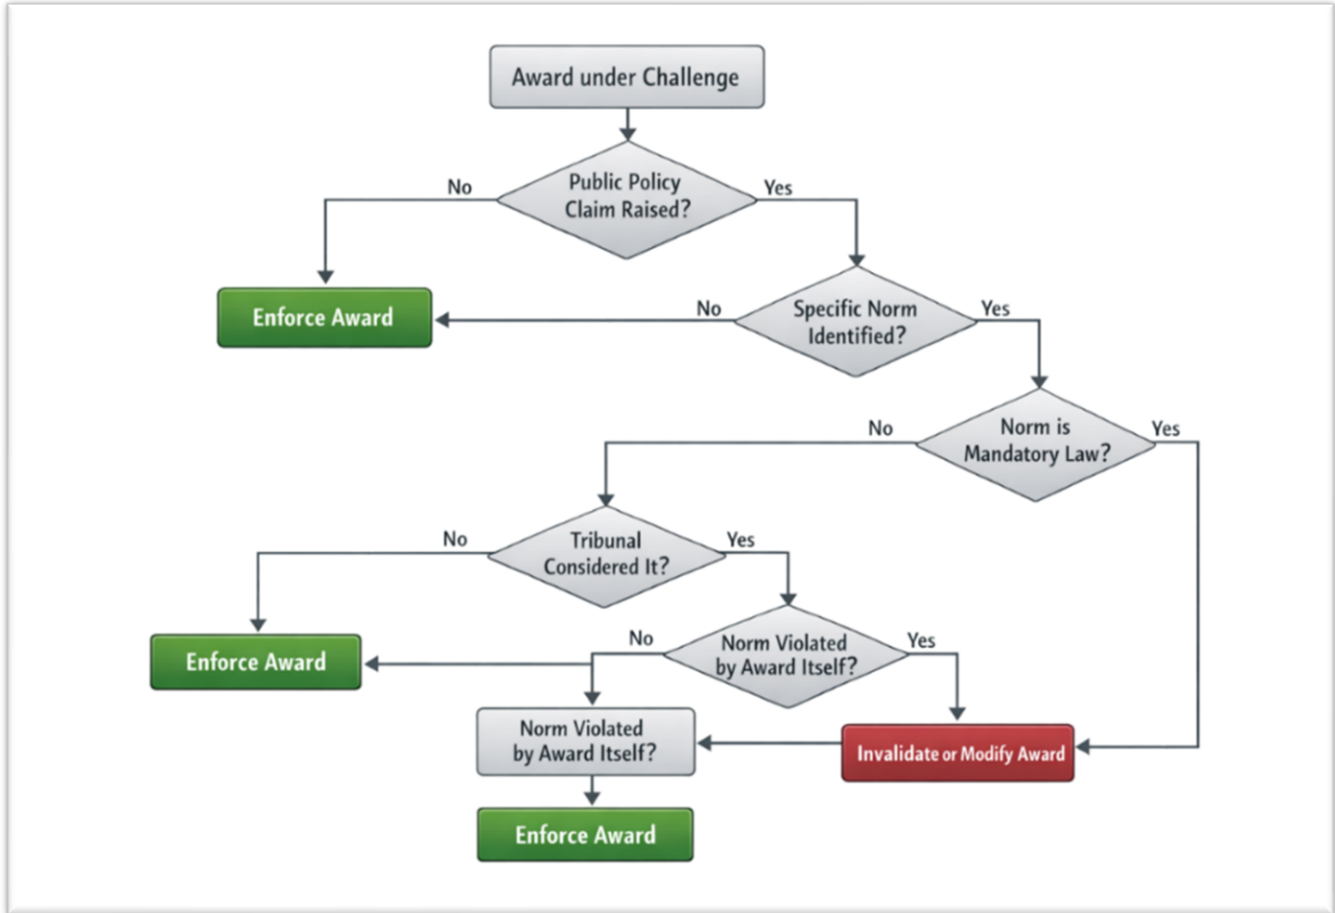 Award under Challenge
Public Policy
Claim Raised?
No
Yes
Enforce Award
Specific Norm
Identified?
No
Yes
Norm is
Mandatory Law?
No
Yes
Tribunal
Considered It?
No
Yes
Enforce Award
Norm Violated
by Award Itself?
No
Yes
Norm Violated
by Award Itself?
Invalidate or Modify Award
Enforce Award